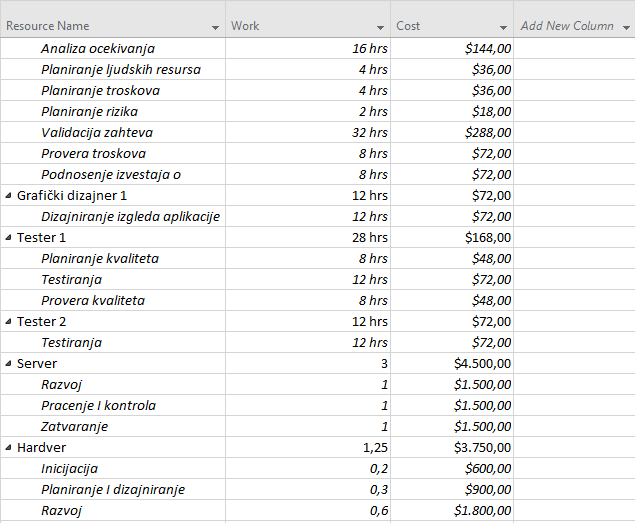 Resource Name Work Cost Add New Column
Analiza ocekivanja 16 hrs $144,00
Planiranje ljudskih resursa 4 hrs $36,00
Planiranje troskova 4 hrs $36,00
Planiranje rizika 2 hrs $18,00
Validacija zahteva 32 hrs $288,00
Provera troskova 8 hrs $72,00
Podnosenje izvestaja o 8 hrs $72,00
Grafički dizajner 1 12 hrs $72,00
Dizajniranje izgleda aplikacije 12 hrs $72,00
Tester 1 28 hrs $168,00
Planiranje kvaliteta 8 hrs $48,00
Testiranja 12 hrs $72,00
Provera kvaliteta 8 hrs $48,00
Tester 2 12 hrs $72,00
Testiranja 12 hrs $72,00
Server 3 $4.500,00
Razvoj 1 $1.500,00
Pracenje I kontrola 1 $1.500,00
Zatvaranje 1 $1.500,00
Hardver 1,25 $3.750,00
Inicijacija 0,2 $600,00
Planiranje I dizajniranje 0,3 $900,00
Razvoj 0,6 $1.800,00